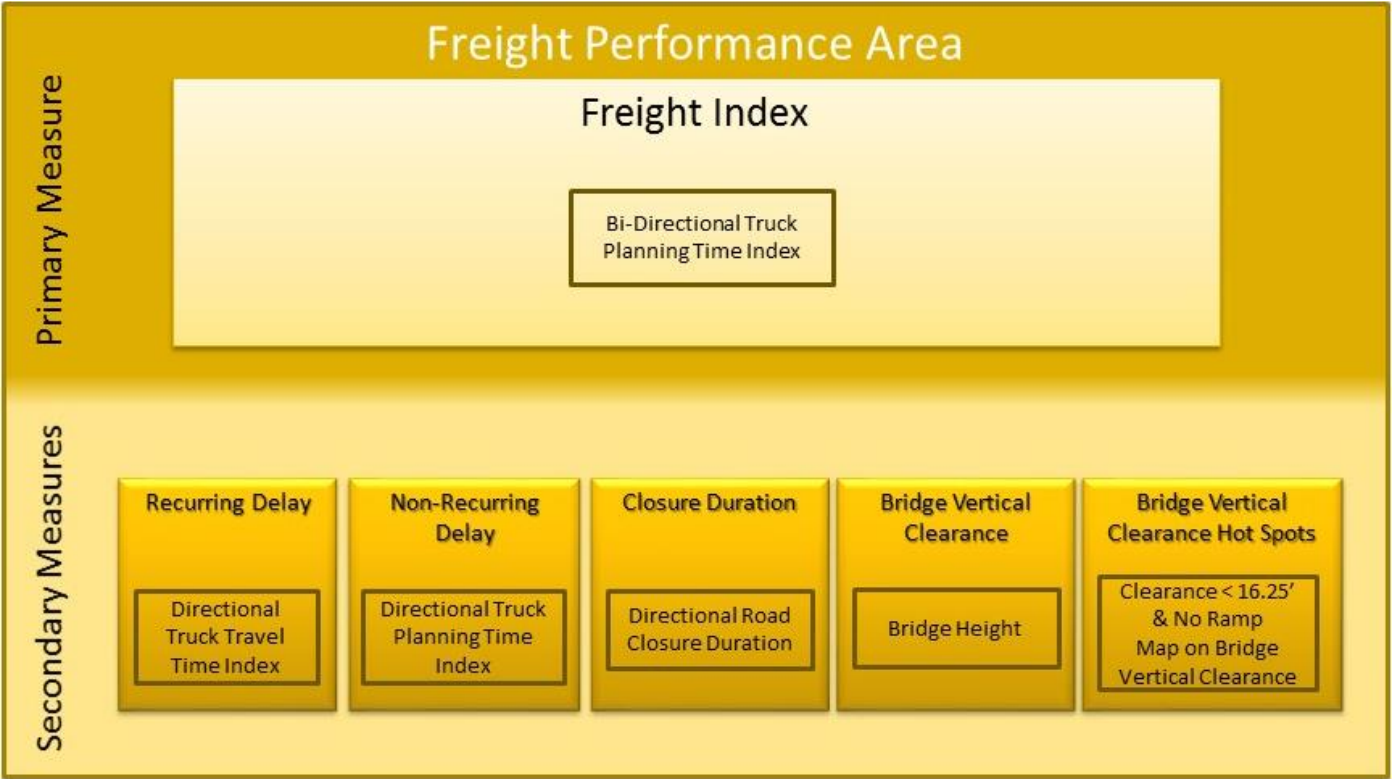 Freight Performance Area
Primary Measure
Freight Index
Bi-Directional Truck
Planning Time Index
Secondary Measures
Recurring Delay
Directional
Truck Travel
Time Index
Non-Recurring
Delay
Directional Truck
Planning Time
Index
Closure Duration
Directional Road
Closure Duration
Bridge Vertical
Clearance
Bridge Height
Bridge Vertical
Clearance Hot Spots
Clearance < 16.25’
& No Ramp
Map on Bridge
Vertical Clearance